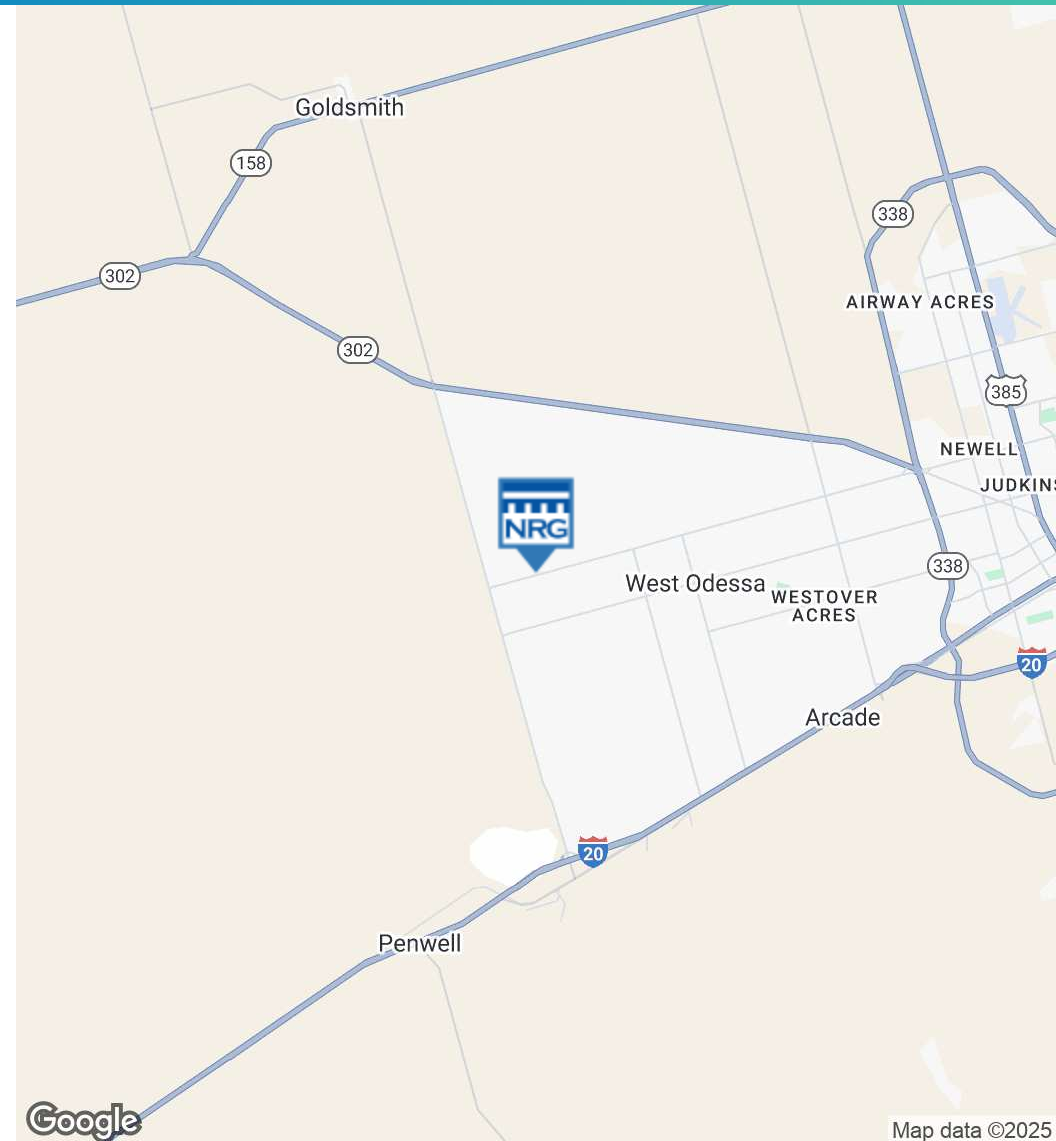 Goldsmith
158
338
302
AIRWAY ACRES
302
385
NEWELL
JUDKINS
NRG
338
West Odessa
WESTOVER
ACRES
20
Arcade
20
Penwell
Google
Map data ©2025